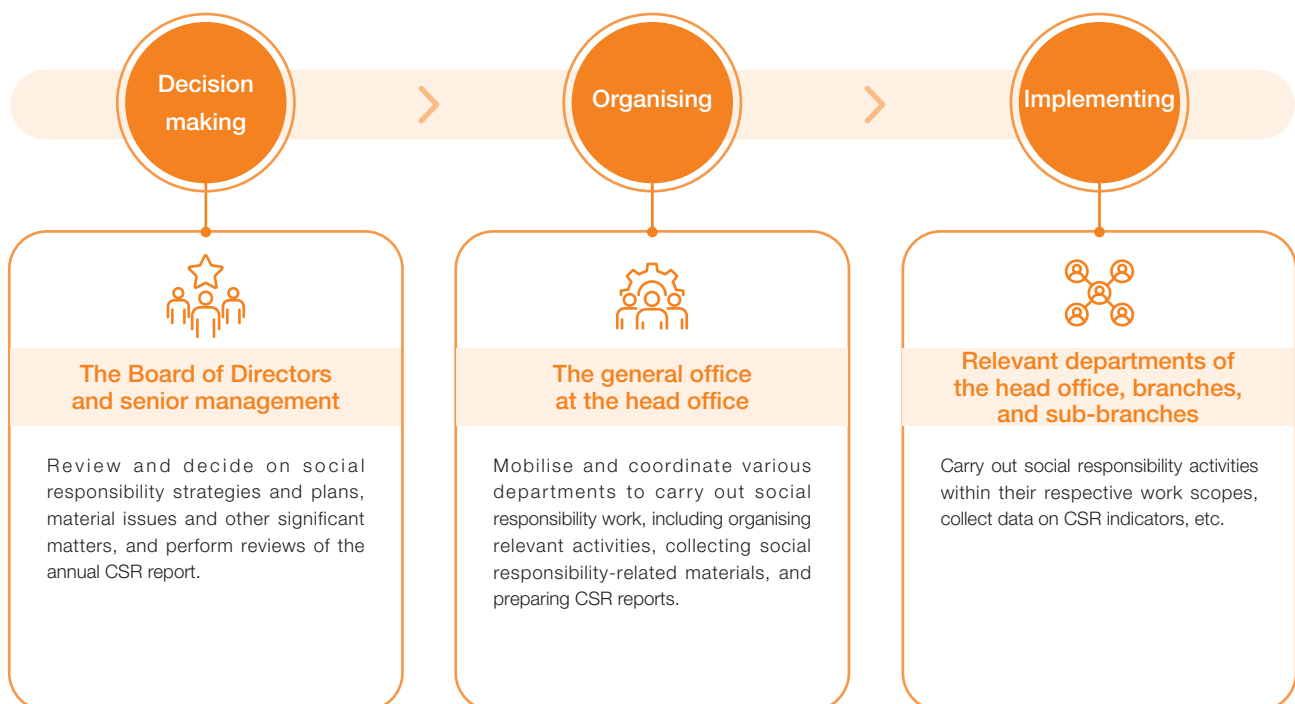 Decision
making
Organising
Implementing
The Board of Directors
and senior management
Review and decide on social
responsibility strategies and plans,
material issues and other significant
matters, and perform reviews of the
annual CSR report.
The general office
at the head office
Mobilise and coordinate various
departments to carry out social
responsibility work, including organising
relevant activities, collecting social
responsibility-related materials, and
preparing CSR reports.
Relevant departments of
the head office, branches,
and sub-branches
Carry out social responsibility activities
within their respective work scopes,
collect data on CSR indicators, etc.